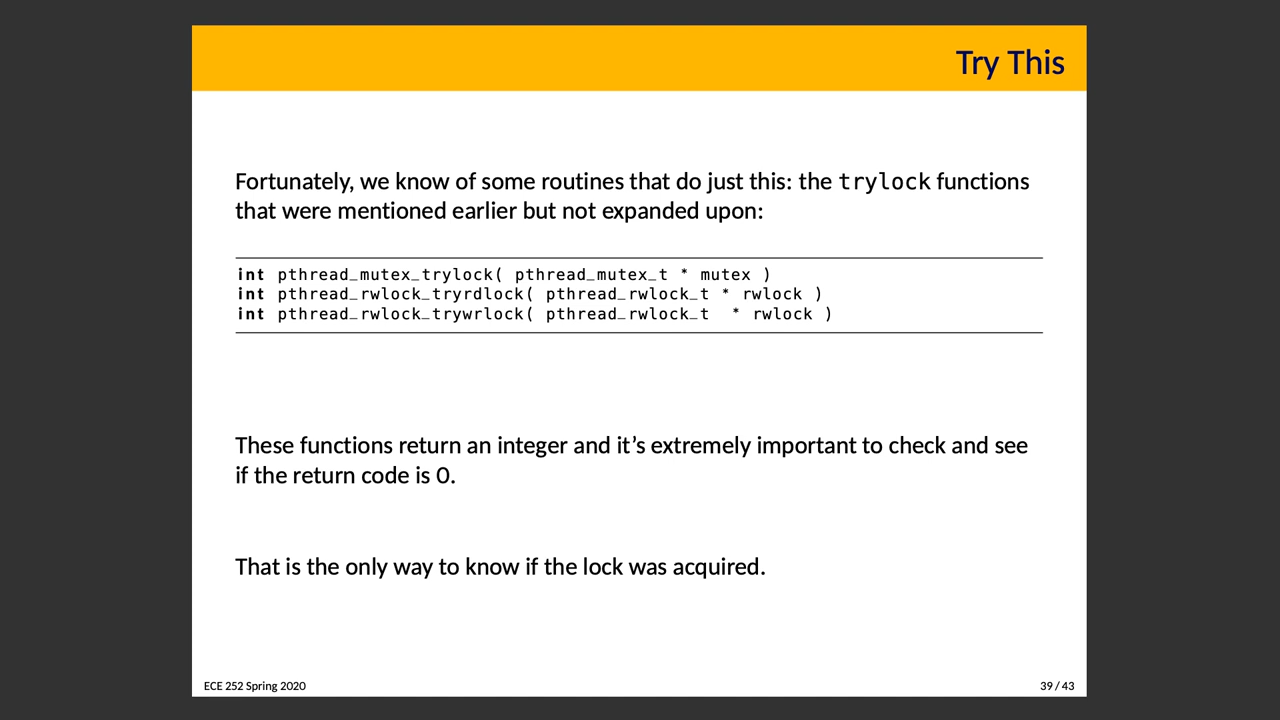 Try This
Fortunately, we know of some routines that do just this: the trylock functions
that were mentioned earlier but not expanded upon:
int pthread_mutex_trylock( pthread_mutex_t * mutex )
int pthread_rwlock_tryrdlock( pthread_rwlock_t * rwlock )
int pthread_rwlock_trywrlock( pthread_rwlock_t  * rwlock )
These functions return an integer and it’s extremely important to check and see
if the return code is 0.
That is the only way to know if the lock was acquired.
ECE 252 Spring 2020
39 / 43